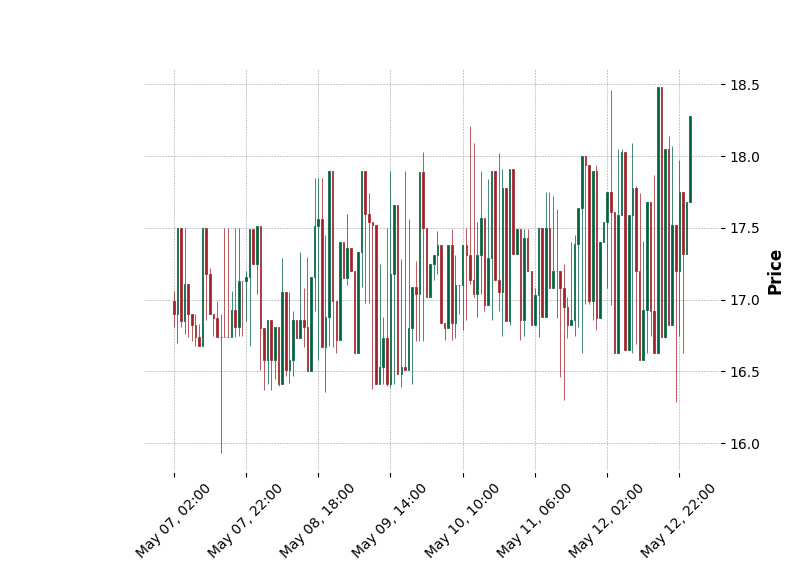 18.5
18.0
17.5
17.0
16.5
16.0
Price
May 07, 02:00
May 07, 22:00
May 08, 18:00
May 09, 14:00
May 10, 10:00
May 11, 06:00
May 12, 02:00
May 12, 22:00